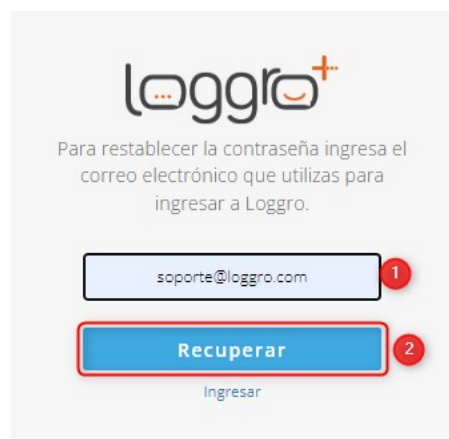 loggro
Para restablecer la contraseña ingresa el
correo electrónico que utilizas para
ingresar a Loggro.
soporte@loggro.com
1
Recuperar
2
Ingresar